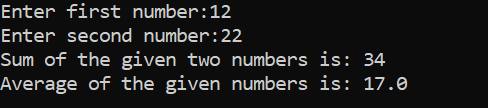 Enter first number:12
Enter second number:22
Sum of the given two numbers is: 34
Average of the given numbers is: 17.0